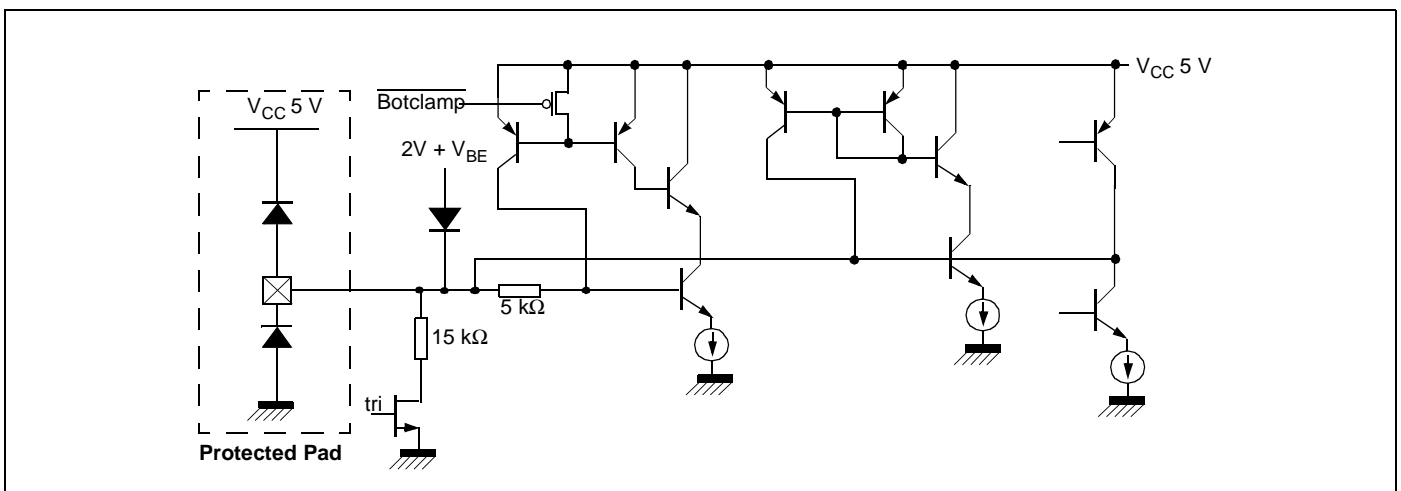 V_CC 5 V
Botclamp
V_CC 5 V
2V + V_BE
5 kΩ
15 kΩ
tri
Protected Pad